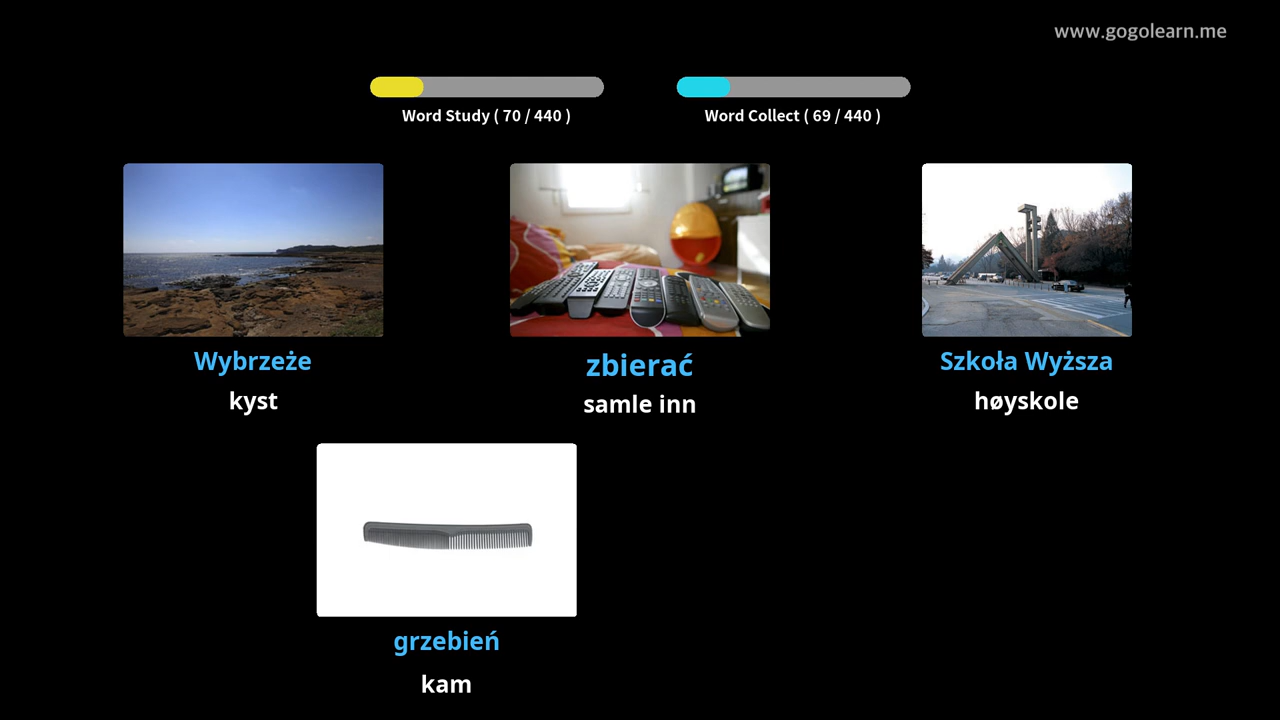 www.gogolearn.me
Word Study ( 70 / 440 )
Word Collect ( 69 / 440 )
Wybrzeże
kyst
zbierać
samle inn
Szkoła Wyższa
høyskole
grzebień
kam